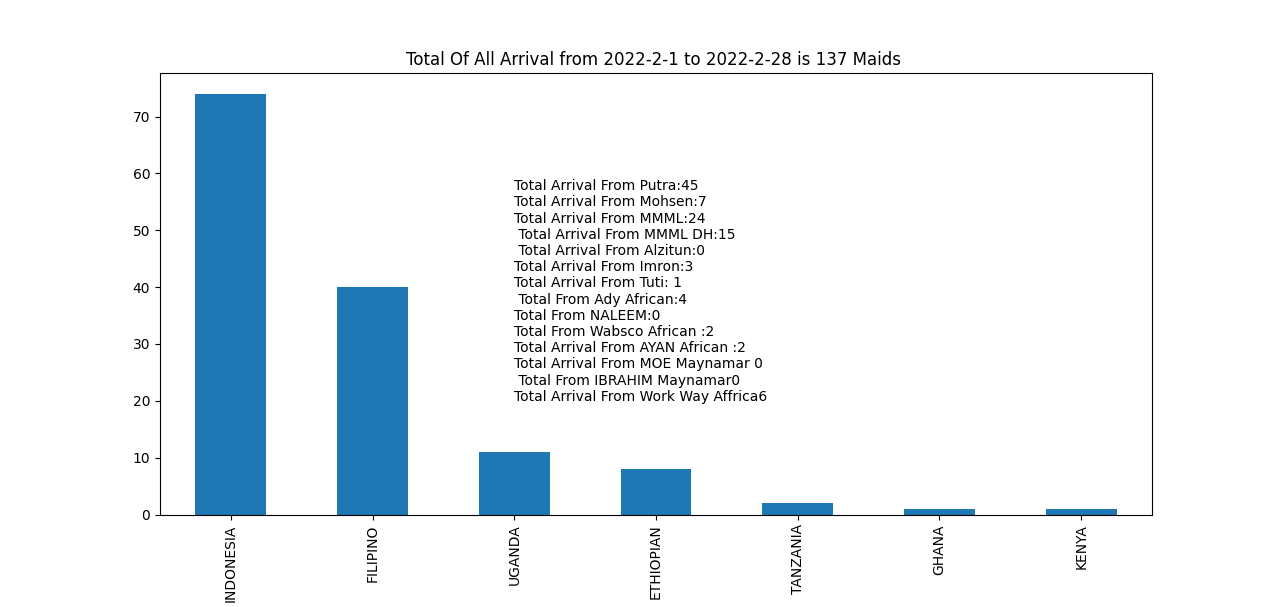 Total Of All Arrival from 2022-2-1 to 2022-2-28 is 137 Maids
70
60
50
40
30
20
10
0
Total Arrival From Putra:45
Total Arrival From Mohsen:7
Total Arrival From MMML:24
Total Arrival From MMML DH:15
Total Arrival From Alzitun:0
Total Arrival From Imron:3
Total Arrival From Tuti: 1
Total From Ady African:4
Total From NALEEM:0
Total From Wabsco African :2
Total Arrival From AYAN African :2
Total Arrival From MOE Maynamar 0
Total From IBRAHIM Maynamar0
Total Arrival From Work Way Affrica6
INDONESIA
FILIPINO
UGANDA
ETHIOPIAN
TANZANIA
GHANA
KENYA